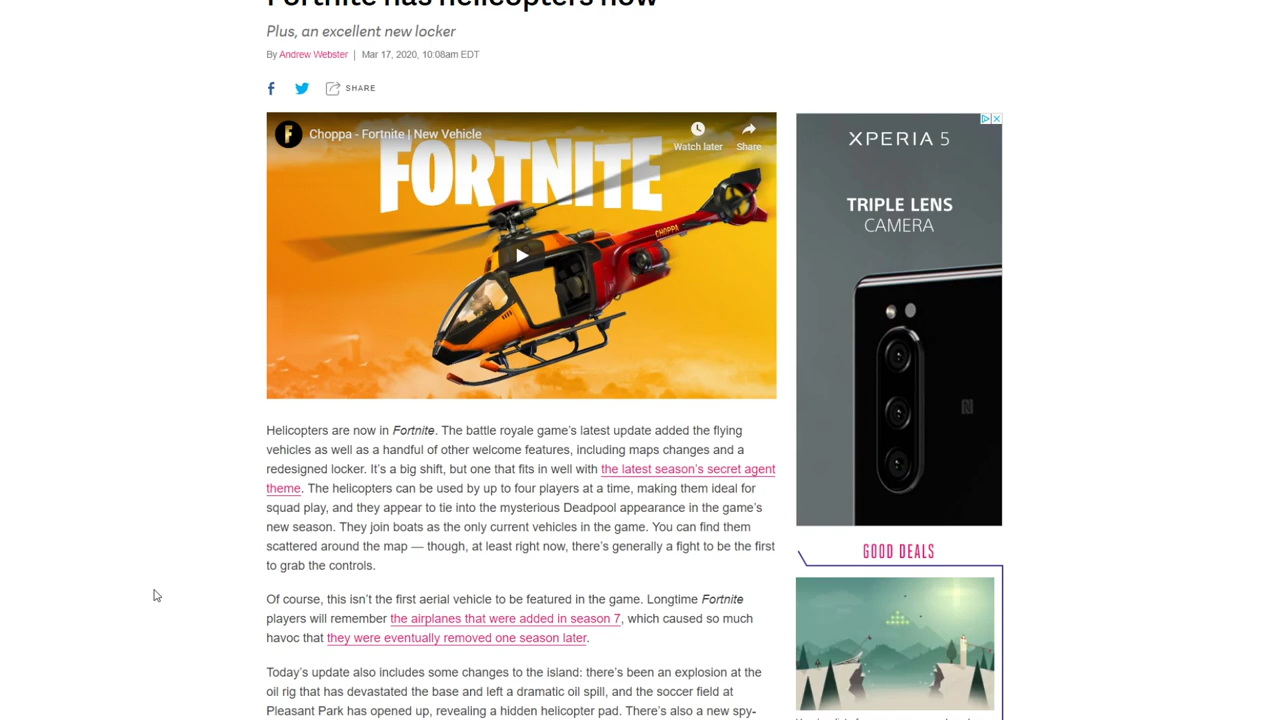 Fortnite has helicopters now
Plus, an excellent new locker
By Andrew Webster | Mar 17, 2020, 10:08am EDT
SHARE
Choppa - Fortnite | New Vehicle
Watch later
Share
FORTNITE
CHOPPA
XPERIA 5
TRIPLE LENS
CAMERA
Helicopters are now in Fortnite. The battle royale game's latest update added the flying
vehicles as well as a handful of other welcome features, including maps changes and a
redesigned locker. It's a big shift, but one that fits in well with the latest season's secret agent
theme. The helicopters can be used by up to four players at a time, making them ideal for
squad play, and they appear to tie into the mysterious Deadpool appearance in the game's
new season. They join boats as the only current vehicles in the game. You can find them
scattered around the map — though, at least right now, there's generally a fight to be the first
to grab the controls.
Of course, this isn't the first aerial vehicle to be featured in the game. Longtime Fortnite
players will remember the airplanes that were added in season 7, which caused so much
havoc that they were eventually removed one season later.
Today's update also includes some changes to the island: there's been an explosion at the
oil rig that has devastated the base and left a dramatic oil spill, and the soccer field at
Pleasant Park has opened up, revealing a hidden helicopter pad. There's also a new spy-
GOOD DEALS